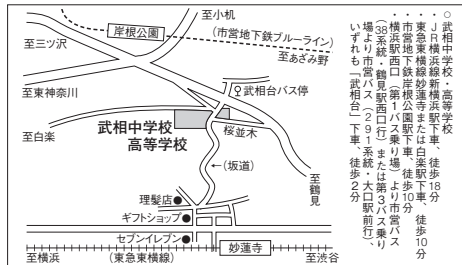 ○武相中学校・高等学校
・JR横浜線新横浜駅下車、徒歩18分
・東急東横線妙蓮寺または白楽駅下車、徒歩10分
・市営地下鉄岸根公園駅下車、徒歩10分
・横浜駅西口（第1バス乗り場）より市営バス
（38系統・鶴見駅西口行）または第3バス乗り
場より市営バス（291系統・大口駅前行）、
いずれも「武相台」下車、徒歩2分
至小机
岸根公園
（市営地下鉄ブルーライン）
至三ツ沢
至あざみ野
至東神奈川
武相台バス停
至白楽
武相中学校
高等学校
桜並木
（坂道）
至鶴見
理髪店
ギフトショップ
セブンイレブン
妙蓮寺
至横浜
（東急東横線）
至渋谷